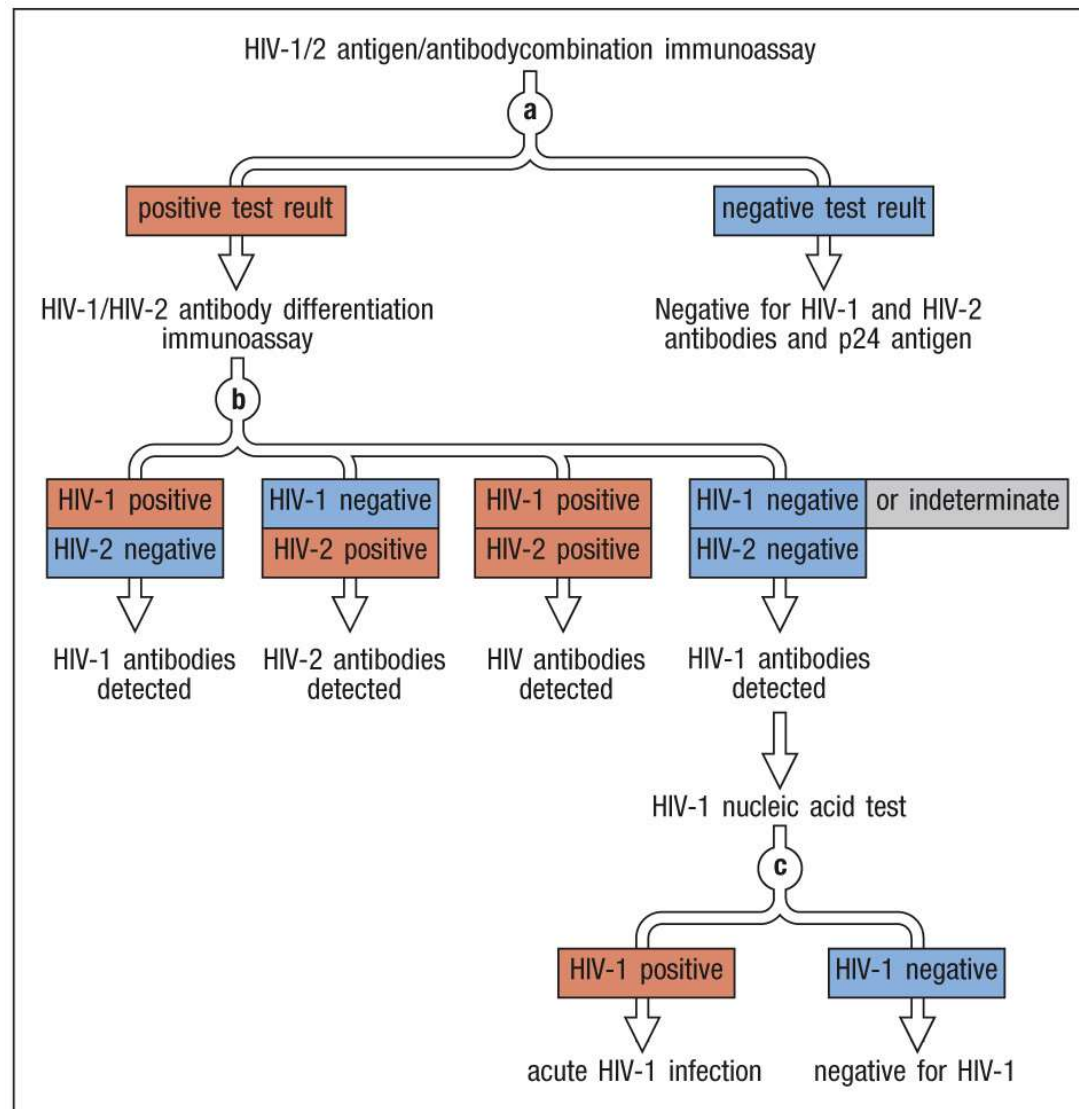 HIV-1/2 antigen/antibodycombination immunoassay
a
positive test reult
negative test reult
HIV-1/HIV-2 antibody differentiation
immunoassay
Negative for HIV-1 and HIV-2
antibodies and p24 antigen
b
HIV-1 positive
HIV-2 negative
HIV-1 negative
HIV-2 positive
HIV-1 positive
HIV-2 positive
HIV-1 negative
or indeterminate
HIV-2 negative
HIV-1 antibodies
detected
HIV-2 antibodies
detected
HIV antibodies
detected
HIV-1 antibodies
detected
HIV-1 nucleic acid test
c
HIV-1 positive
HIV-1 negative
acute HIV-1 infection
negative for HIV-1